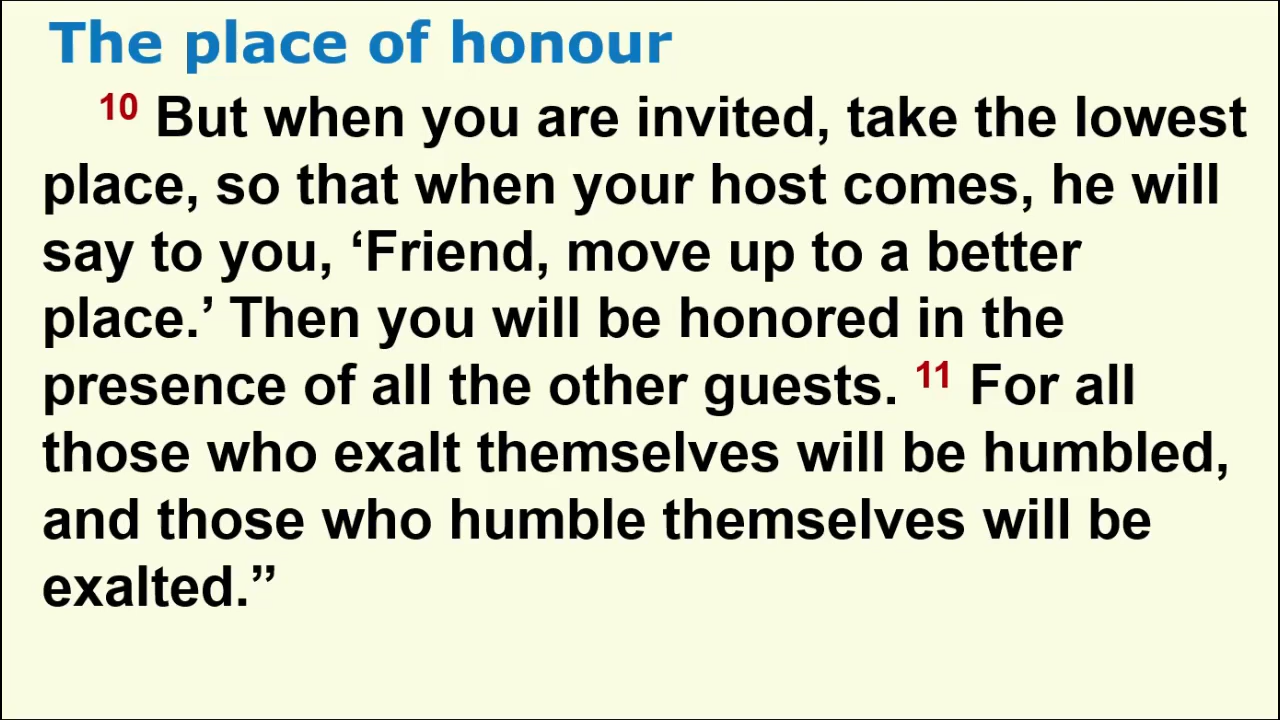 The place of honour
10 But when you are invited, take the lowest
place, so that when your host comes, he will
say to you, ‘Friend, move up to a better
place.’ Then you will be honored in the
presence of all the other guests. 11 For all
those who exalt themselves will be humbled,
and those who humble themselves will be
exalted.”